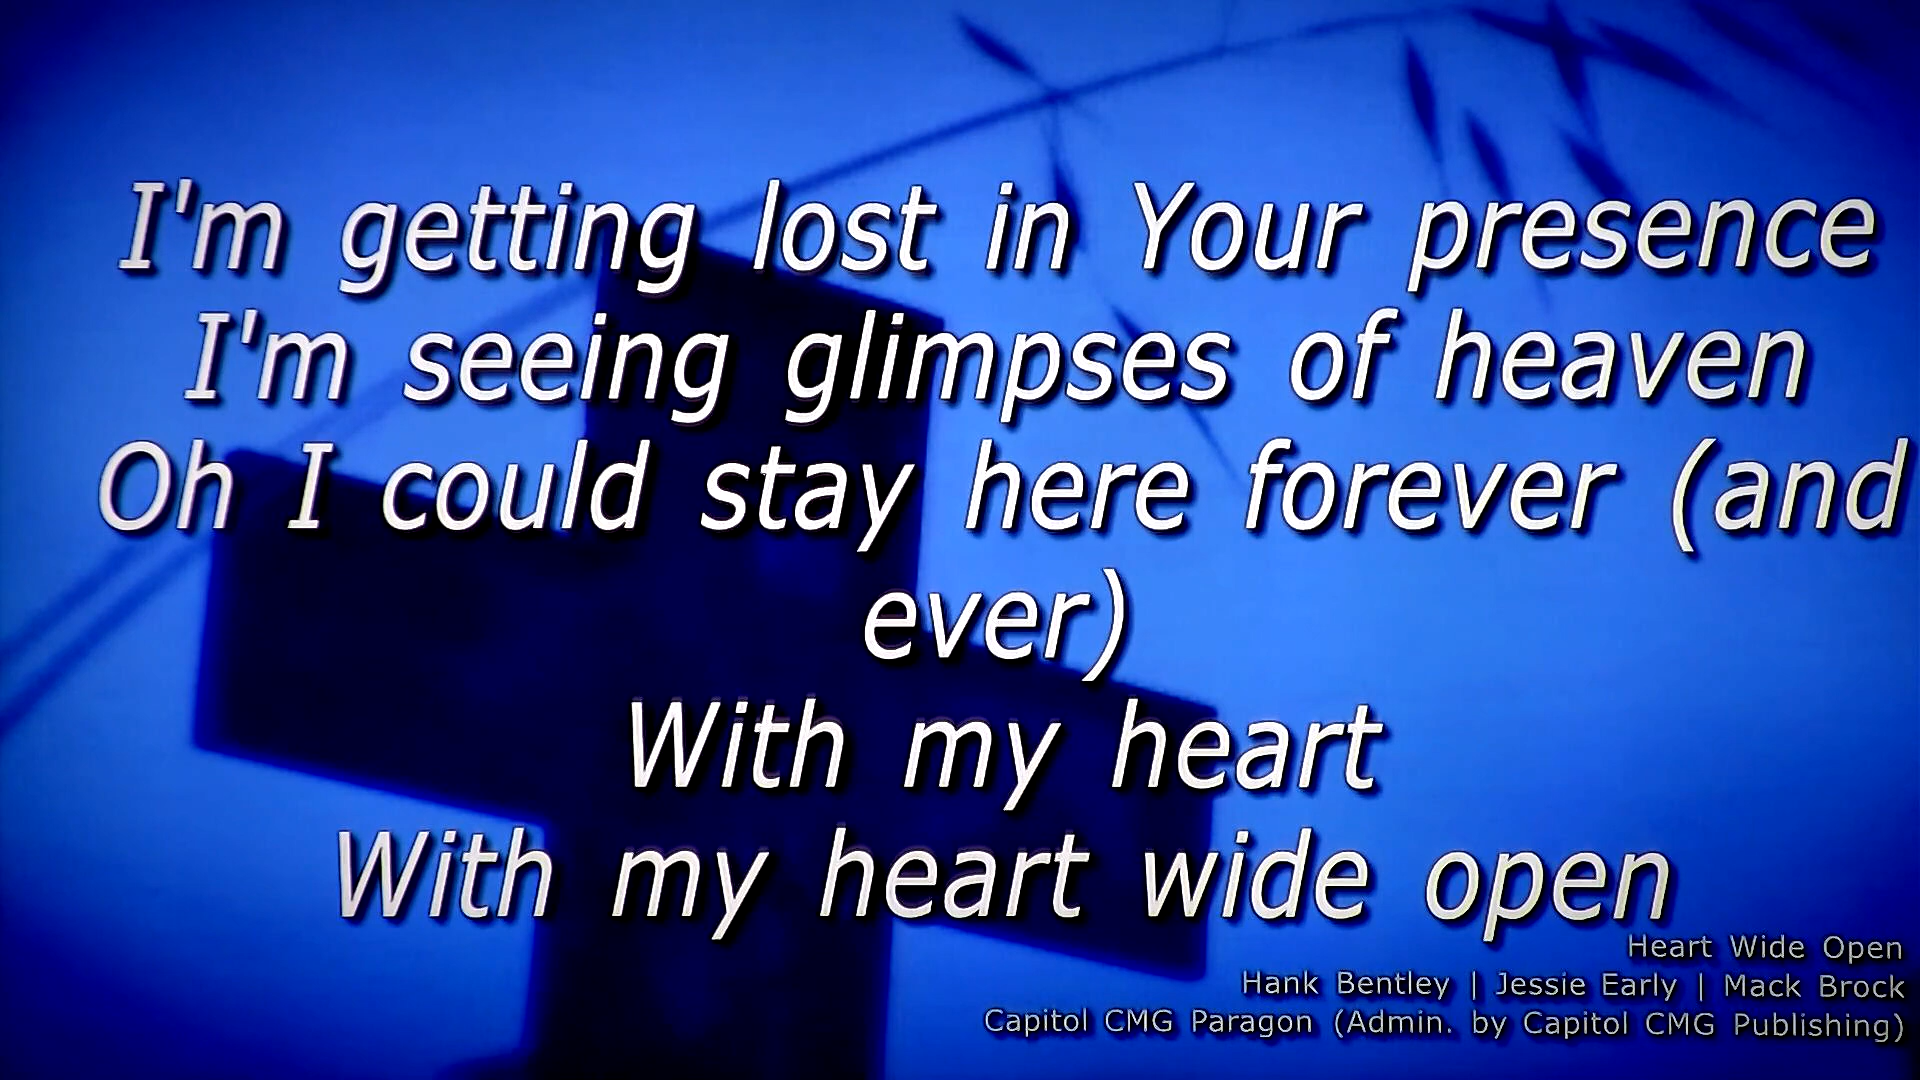 I'm getting lost in Your presence
I'm seeing glimpses of heaven
Oh I could stay here forever (and
ever)
With my heart
With my heart wide open
Heart Wide Open
Hank Bentley | Jessie Early | Mack Brock
Capitol CMG Paragon (Admin. by Capitol CMG Publishing)